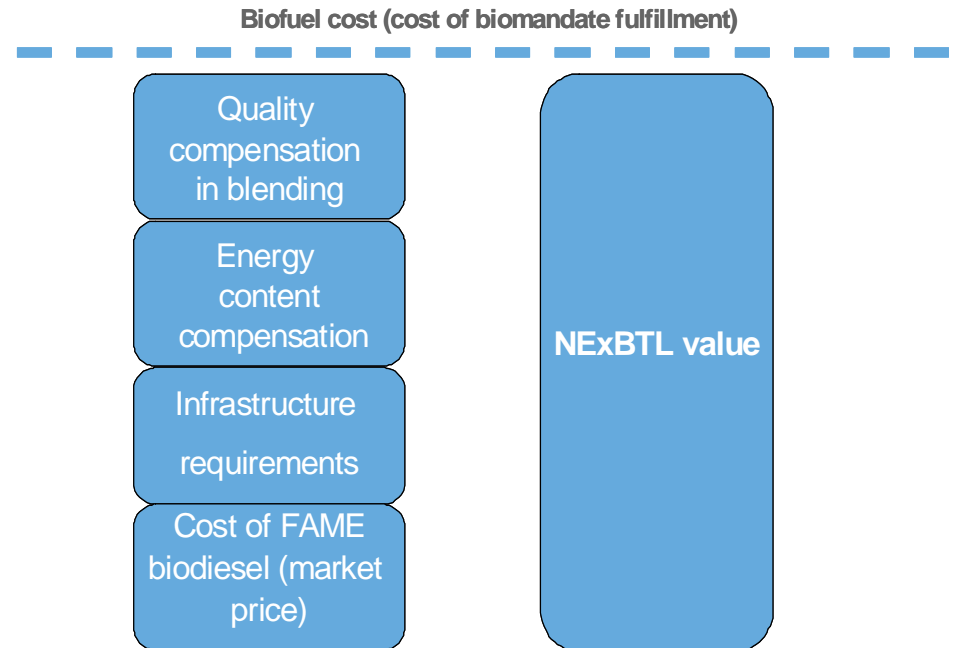 Biofuel cost (cost of biomandate fulfillment)
Quality
compensation
in blending
Energy
content
compensation
Infrastructure
requirements
Cost of FAME
biodiesel (market
price)
NExBTL value